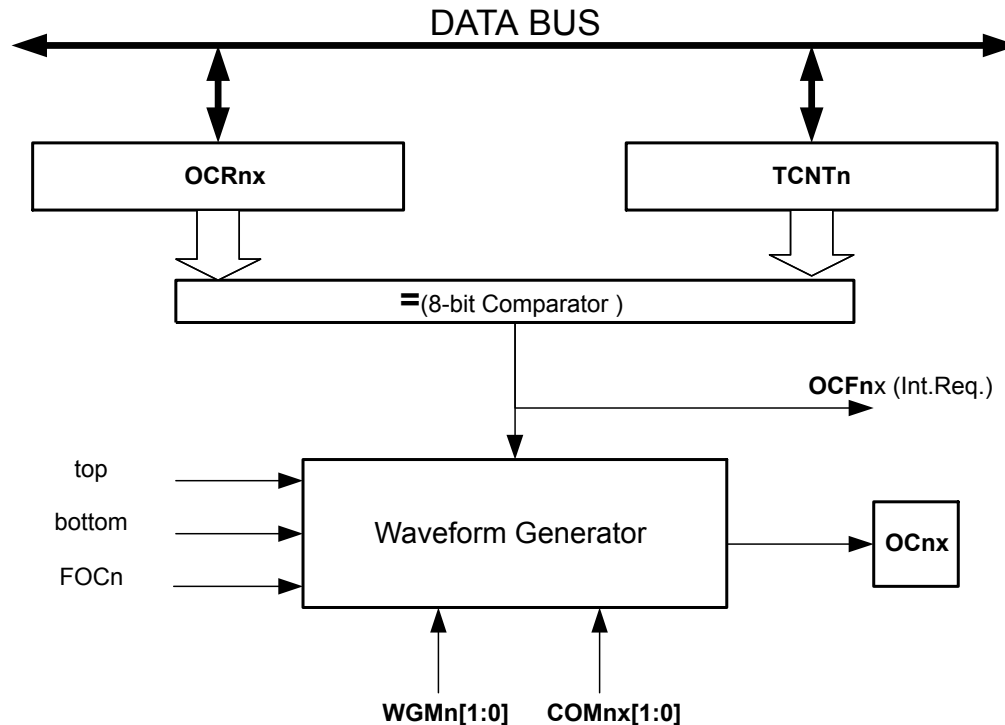 DATA BUS
OCRnx
TCNTn
=(8-bit Comparator )
OCFnx (Int.Req.)
top
bottom
FOCn
Waveform Generator
OCnx
WGMn[1:0]
COMnx[1:0]